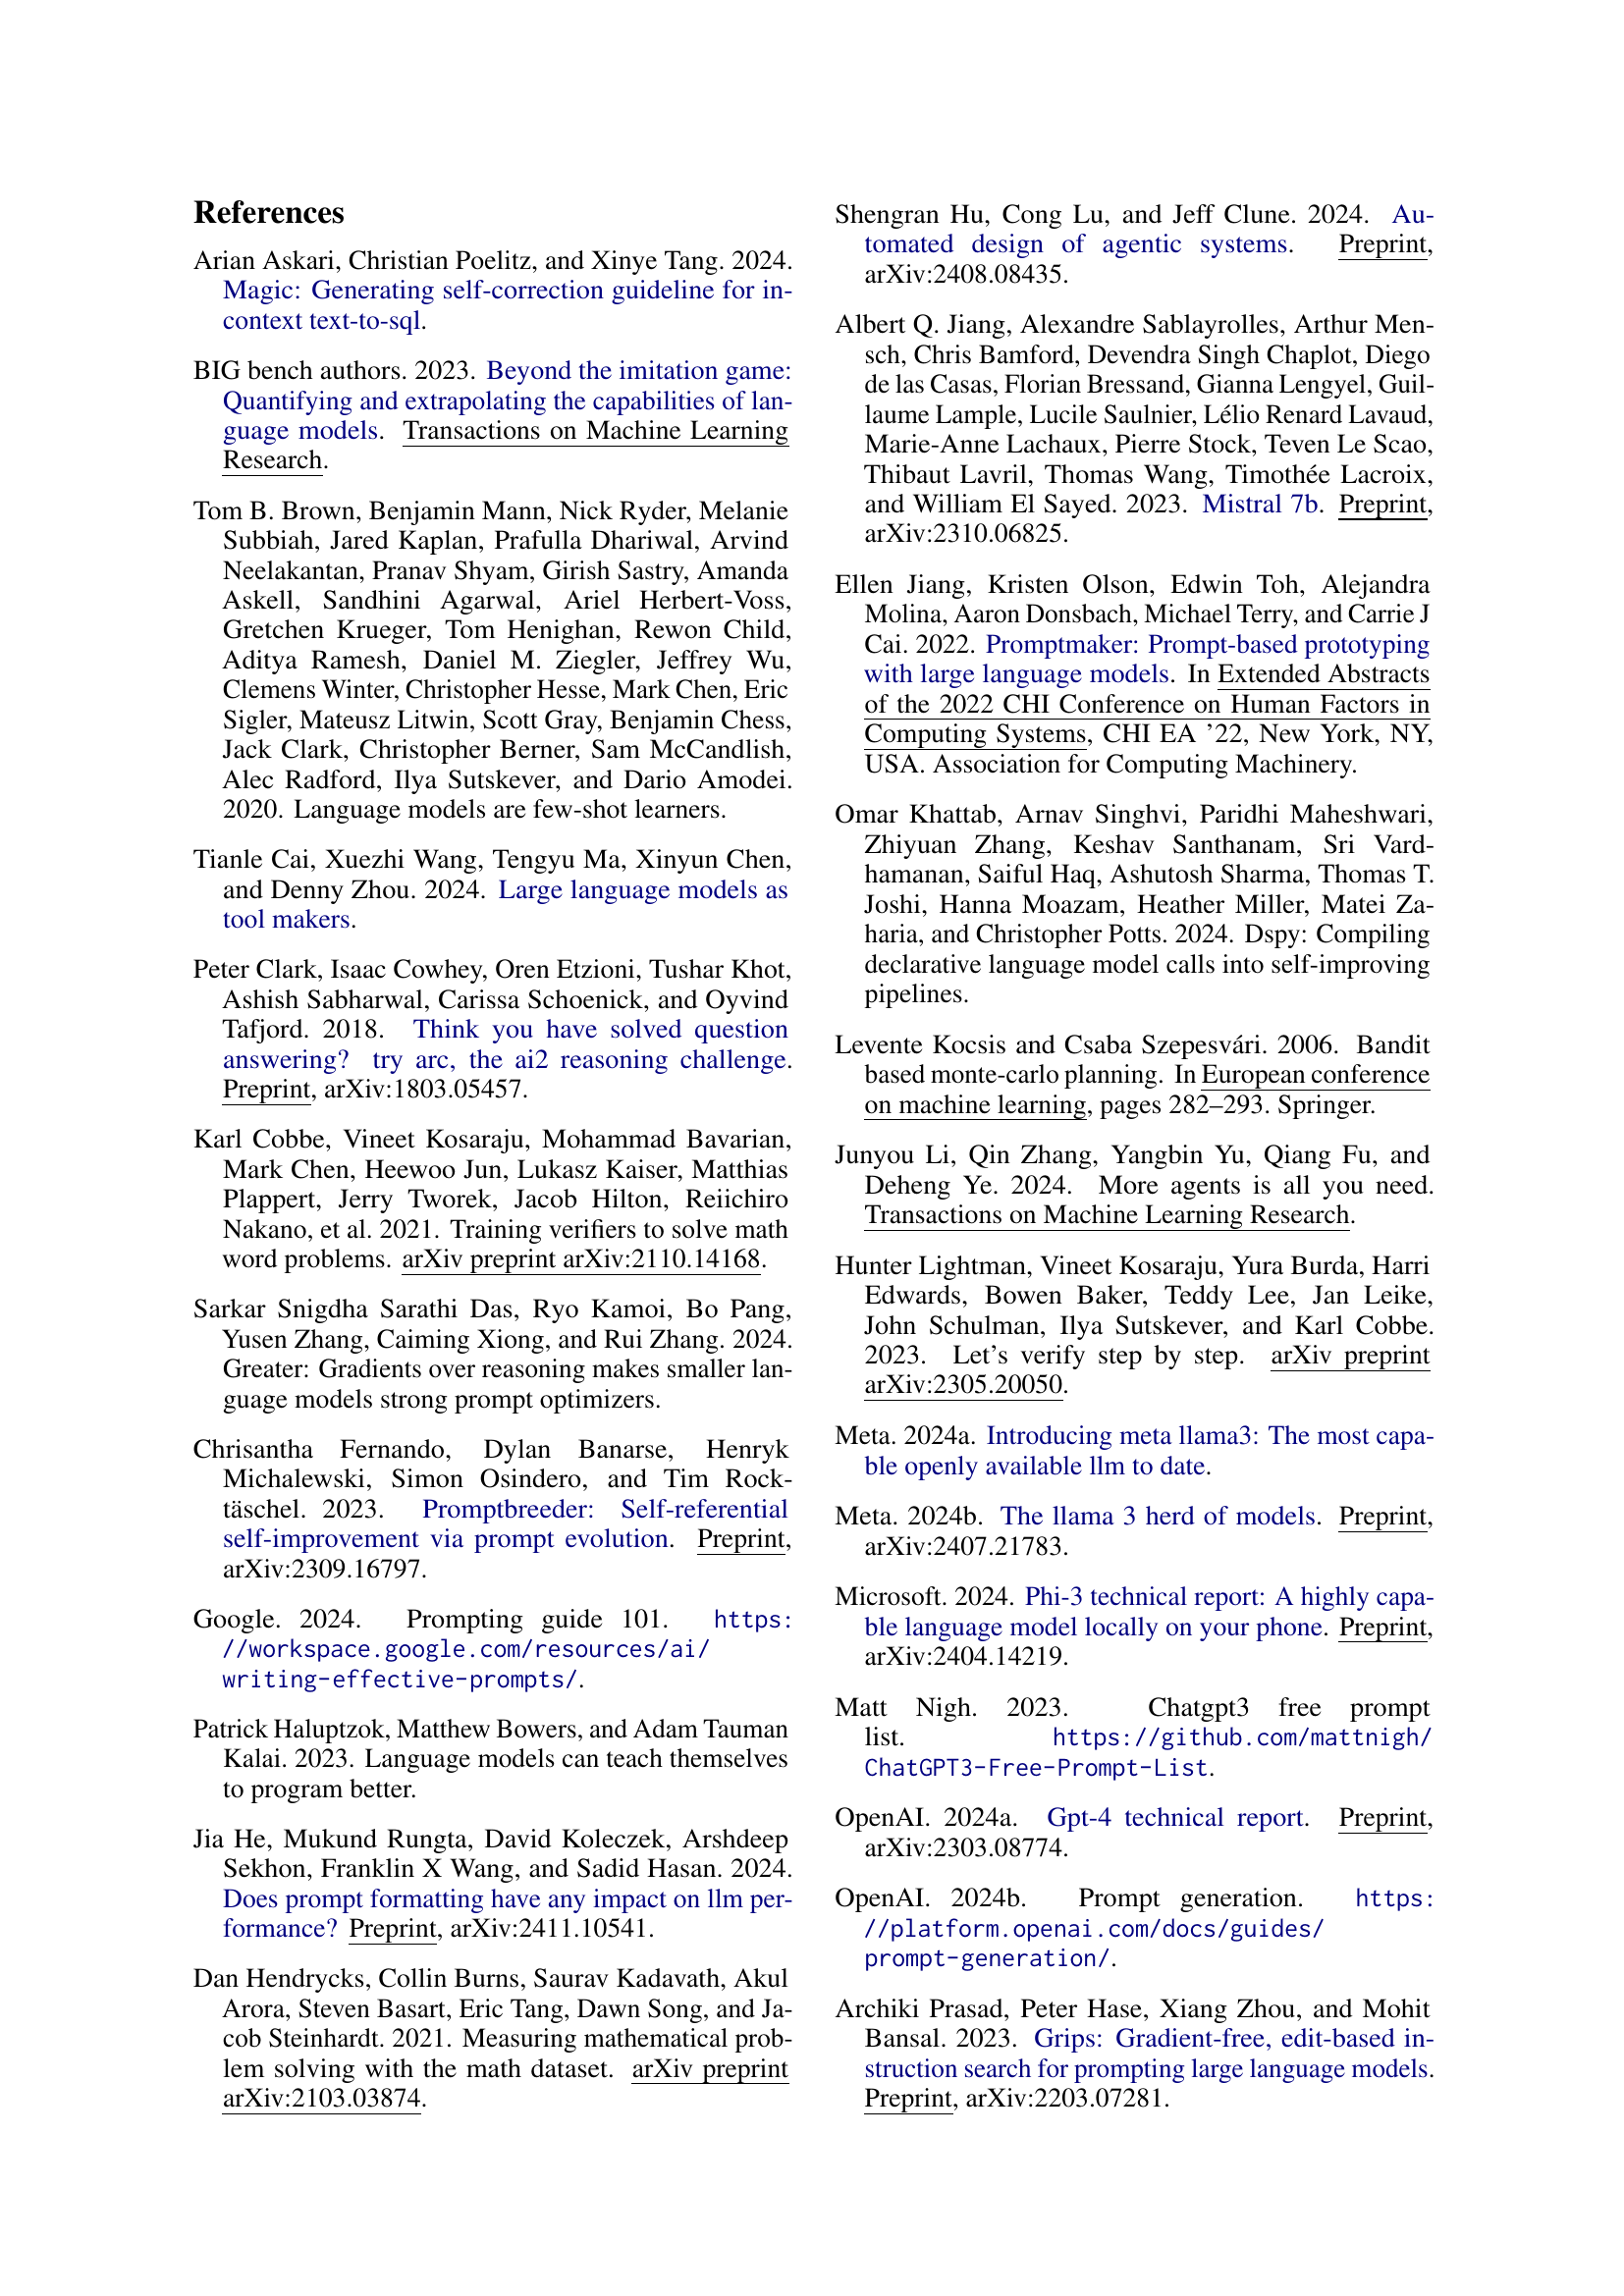 References
Arian Askari, Christian Poelitz, and Xinye Tang. 2024.
Magic: Generating self-correction guideline for in-
context text-to-sql.
BIG bench authors. 2023. Beyond the imitation game:
Quantifying and extrapolating the capabilities of lan-
guage models. Transactions on Machine Learning
Research.
Tom B. Brown, Benjamin Mann, Nick Ryder, Melanie
Subbiah, Jared Kaplan, Prafulla Dhariwal, Arvind
Neelakantan, Pranav Shyam, Girish Sastry, Amanda
Askell, Sandhini Agarwal, Ariel Herbert-Voss,
Gretchen Krueger, Tom Henighan, Rewon Child,
Aditya Ramesh, Daniel M. Ziegler, Jeffrey Wu,
Clemens Winter, Christopher Hesse, Mark Chen, Eric
Sigler, Mateusz Litwin, Scott Gray, Benjamin Chess,
Jack Clark, Christopher Berner, Sam McCandlish,
Alec Radford, Ilya Sutskever, and Dario Amodei.
2020. Language models are few-shot learners.
Tianle Cai, Xuezhi Wang, Tengyu Ma, Xinyun Chen,
and Denny Zhou. 2024. Large language models as
tool makers.
Peter Clark, Isaac Cowhey, Oren Etzioni, Tushar Khot,
Ashish Sabharwal, Carissa Schoenick, and Oyvind
Tafjord. 2018. Think you have solved question
answering? try arc, the ai2 reasoning challenge.
Preprint, arXiv:1803.05457.
Karl Cobbe, Vineet Kosaraju, Mohammad Bavarian,
Mark Chen, Heewoo Jun, Lukasz Kaiser, Matthias
Plappert, Jerry Tworek, Jacob Hilton, Reiichiro
Nakano, et al. 2021. Training verifiers to solve math
word problems. arXiv preprint arXiv:2110.14168.
Sarkar Snigdha Sarathi Das, Ryo Kamoi, Bo Pang,
Yusen Zhang, Caiming Xiong, and Rui Zhang. 2024.
Greater: Gradients over reasoning makes smaller lan-
guage models strong prompt optimizers.
Chrisantha Fernando, Dylan Banarse, Henryk
Michalewski, Simon Osindero, and Tim Rock-
täschel. 2023. Promptbreeder: Self-referential
self-improvement via prompt evolution. Preprint,
arXiv:2309.16797.
Google. 2024. Prompting guide 101. https:
//workspace.google.com/resources/ai/
writing-effective-prompts/.
Patrick Haluptzok, Matthew Bowers, and Adam Tauman
Kalai. 2023. Language models can teach themselves
to program better.
Jia He, Mukund Rungta, David Koleczek, Arshdeep
Sekhon, Franklin X Wang, and Sadid Hasan. 2024.
Does prompt formatting have any impact on llm per-
formance? Preprint, arXiv:2411.10541.
Dan Hendrycks, Collin Burns, Saurav Kadavath, Akul
Arora, Steven Basart, Eric Tang, Dawn Song, and Ja-
cob Steinhardt. 2021. Measuring mathematical prob-
lem solving with the math dataset. arXiv preprint
arXiv:2103.03874.
Shengran Hu, Cong Lu, and Jeff Clune. 2024. Au-
tomated design of agentic systems. Preprint,
arXiv:2408.08435.
Albert Q. Jiang, Alexandre Sablayrolles, Arthur Men-
sch, Chris Bamford, Devendra Singh Chaplot, Diego
de las Casas, Florian Bressand, Gianna Lengyel, Guil-
laume Lample, Lucile Saulnier, Lélio Renard Lavaud,
Marie-Anne Lachaux, Pierre Stock, Teven Le Scao,
Thibaut Lavril, Thomas Wang, Timothée Lacroix,
and William El Sayed. 2023. Mistral 7b. Preprint,
arXiv:2310.06825.
Ellen Jiang, Kristen Olson, Edwin Toh, Alejandra
Molina, Aaron Donsbach, Michael Terry, and Carrie J
Cai. 2022. Promptmaker: Prompt-based prototyping
with large language models. In Extended Abstracts
of the 2022 CHI Conference on Human Factors in
Computing Systems, CHI EA ’22, New York, NY,
USA. Association for Computing Machinery.
Omar Khattab, Arnav Singhvi, Paridhi Maheshwari,
Zhiyuan Zhang, Keshav Santhanam, Sri Vard-
hamanan, Saiful Haq, Ashutosh Sharma, Thomas T.
Joshi, Hanna Moazam, Heather Miller, Matei Za-
haria, and Christopher Potts. 2024. Dspy: Compiling
declarative language model calls into self-improving
pipelines.
Levente Kocsis and Csaba Szepesvári. 2006. Bandit
based monte-carlo planning. In European conference
on machine learning, pages 282–293. Springer.
Junyou Li, Qin Zhang, Yangbin Yu, Qiang Fu, and
Deheng Ye. 2024. More agents is all you need.
Transactions on Machine Learning Research.
Hunter Lightman, Vineet Kosaraju, Yura Burda, Harri
Edwards, Bowen Baker, Teddy Lee, Jan Leike,
John Schulman, Ilya Sutskever, and Karl Cobbe.
2023. Let’s verify step by step. arXiv preprint
arXiv:2305.20050.
Meta. 2024a. Introducing meta llama3: The most capa-
ble openly available llm to date.
Meta. 2024b. The llama 3 herd of models. Preprint,
arXiv:2407.21783.
Microsoft. 2024. Phi-3 technical report: A highly capa-
ble language model locally on your phone. Preprint,
arXiv:2404.14219.
Matt Nigh. 2023. Chatgpt3 free prompt
list. https://github.com/mattnigh/
ChatGPT3-Free-Prompt-List.
OpenAI. 2024a. Gpt-4 technical report. Preprint,
arXiv:2303.08774.
OpenAI. 2024b. Prompt generation. https:
//platform.openai.com/docs/guides/
prompt-generation/.
Archiki Prasad, Peter Hase, Xiang Zhou, and Mohit
Bansal. 2023. Grips: Gradient-free, edit-based in-
struction search for prompting large language models.
Preprint, arXiv:2203.07281.